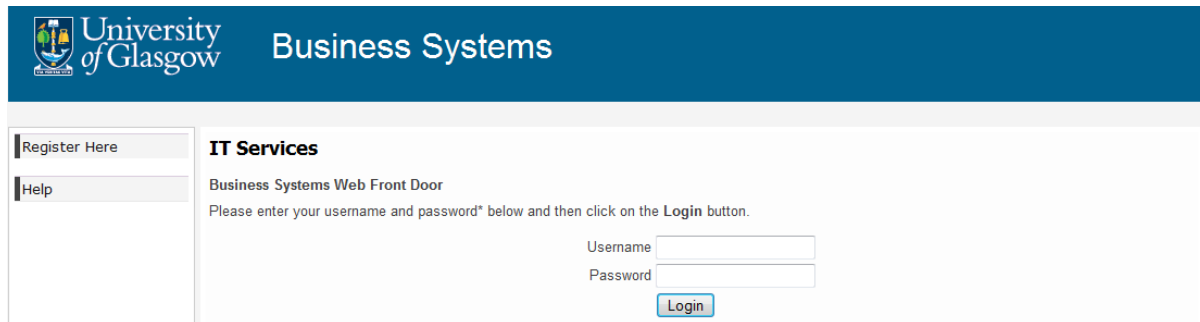 University
of Glasgow
Business Systems
Register Here
Help
IT Services
Business Systems Web Front Door
Please enter your username and password* below and then click on the Login button.
Username
Password
Login